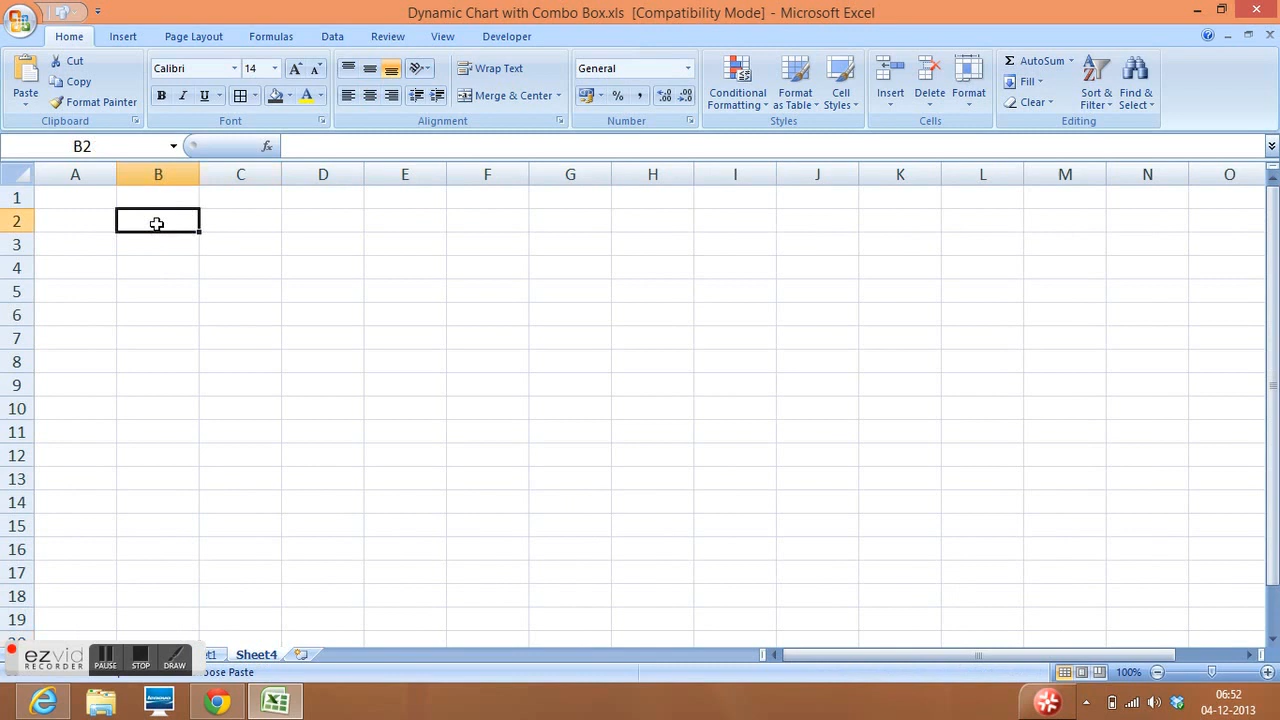 Dynamic Chart with Combo Box.xls [Compatibility Mode] - Microsoft Excel
Home Insert Page Layout Formulas Data Review View Developer
Paste
Cut
Copy
Format Painter
Clipboard
Calibri 14
B I U
Font
Wrap Text
Merge & Center
Alignment
General
% ,
Number
Conditional Formatting
Format as Table
Cell Styles
Styles
Insert
Delete
Format
Cells
AutoSum
Fill
Clear
Sort & Filter
Find & Select
Editing
B2 fx
A B C D E F G H I J K L M N O
1
2
3
4
5
6
7
8
9
10
11
12
13
14
15
16
17
18
19
ezvid RECORDER
PAUSE STOP DRAW
Sheet4
100%
06:52
04-12-2013